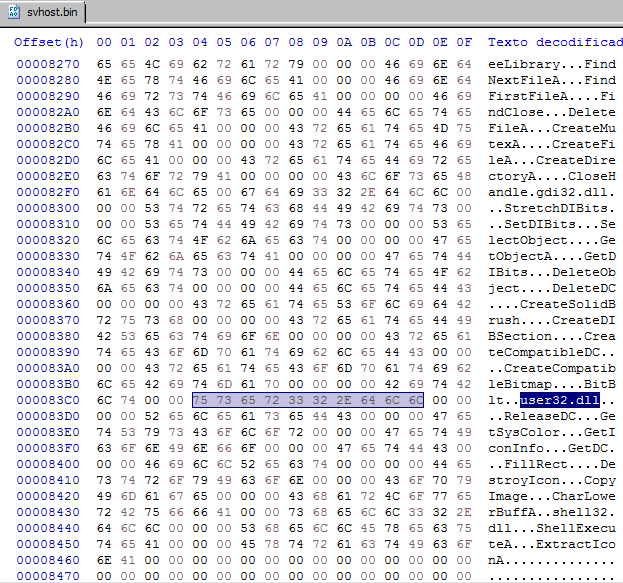 svhost.bin
Offset(h) 00 01 02 03 04 05 06 07 08 09 0A 0B 0C 0D 0E 0F Texto decodificad
00008270 65 65 4C 69 62 72 61 72 79 00 00 00 46 69 6E 64 eeLibrary...Find
00008280 4E 65 78 74 46 69 6C 65 41 00 00 00 46 69 6E 64 NextFileA...Find
00008290 46 69 72 73 74 46 69 6C 65 41 00 00 00 00 46 69 FirstFileA....Fi
000082A0 6E 64 43 6C 6F 73 65 00 00 00 44 65 6C 65 74 65 ndClose...Delete
000082B0 46 69 6C 65 41 00 00 00 43 72 65 61 74 65 4D 75 FileA...CreateMu
000082C0 74 65 78 41 00 00 00 00 43 72 65 61 74 65 46 69 texA....CreateFi
000082D0 6C 65 41 00 00 00 43 72 65 61 74 65 44 69 72 65 leA...CreateDire
000082E0 63 74 6F 72 79 41 00 00 00 00 43 6C 6F 73 65 48 ctoryA....CloseH
000082F0 61 6E 64 6C 65 00 67 64 69 33 32 2E 64 6C 6C 00 andle.gdi32.dll.
00008300 00 00 53 74 72 65 74 63 68 44 49 42 69 74 73 00 ..StretchDIBits.
00008310 00 00 53 65 74 44 49 42 69 74 73 00 00 00 53 65 ..SetDIBits...Se
00008320 6C 65 63 74 4F 62 6A 65 63 74 00 00 00 00 47 65 lectObject....Ge
00008330 74 4F 62 6A 65 63 74 41 00 00 00 00 47 65 74 44 tObjectA....GetD
00008340 49 42 69 74 73 00 00 00 44 65 6C 65 74 65 4F 62 IBits...DeleteOb
00008350 6A 65 63 74 00 00 00 00 44 65 6C 65 74 65 44 43 ject....DeleteDC
00008360 00 00 00 00 43 72 65 61 74 65 53 6F 6C 69 64 42 ....CreateSolidB
00008370 72 75 73 68 00 00 00 00 43 72 65 61 74 65 44 49 rush....CreateDI
00008380 42 53 65 63 74 69 6F 6E 00 00 00 00 43 72 65 61 BSection....Crea
00008390 74 65 43 6F 6D 70 61 74 69 62 6C 65 44 43 00 00 teCompatibleDC..
000083A0 00 00 43 72 65 61 74 65 43 6F 6D 70 61 74 69 62 ..CreateCompatib
000083B0 6C 65 42 69 74 6D 61 70 00 00 00 00 42 69 74 42 leBitmap....BitB
000083C0 6C 74 00 00 75 73 65 72 33 32 2E 64 6C 6C 00 00 lt..user32.dll..
000083D0 00 00 52 65 6C 65 61 73 65 44 43 00 00 00 47 65 ..ReleaseDC...Ge
000083E0 74 53 79 73 43 6F 6C 6F 72 00 00 00 47 65 74 49 tSysColor...GetI
000083F0 63 6F 6E 49 6E 66 6F 00 00 00 47 65 74 44 43 00 conInfo...GetDC.
00008400 00 00 46 69 6C 6C 52 65 63 74 00 00 00 00 44 65 ..FillRect....De
00008410 73 74 72 6F 79 49 63 6F 6E 00 00 00 43 6F 70 79 stroyIcon...Copy
00008420 49 6D 61 67 65 00 00 00 43 68 61 72 4C 6F 77 65 Image...CharLowe
00008430 72 42 75 66 66 41 00 00 73 68 65 6C 6C 33 32 2E rBuffA..shell32.
00008440 64 6C 6C 00 00 00 53 68 65 6C 6C 45 78 65 63 75 dll...ShellExecu
00008450 74 65 41 00 00 00 45 78 74 72 61 63 74 49 63 6F teA...ExtractIco
00008460 6E 41 00 00 00 00 00 00 00 00 00 00 00 00 00 00 nA..............
00008470 00 00 00 00 00 00 00 00 00 00 00 00 00 00 00 00 ................